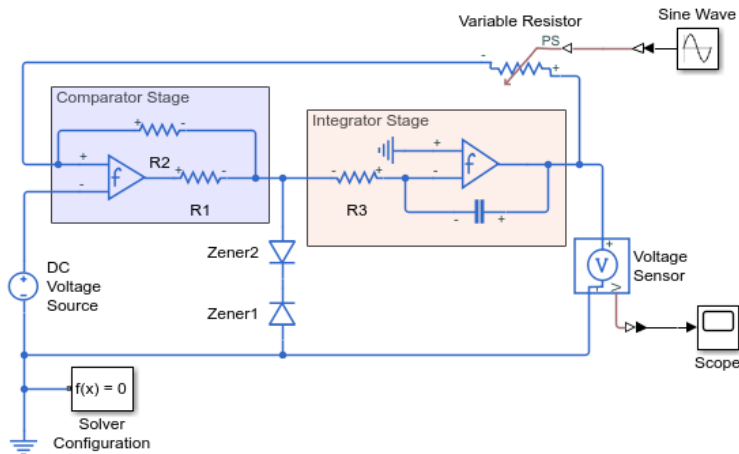 Variable Resistor
Sine Wave
PS
-
+
Comparator Stage
Integrator Stage
+
-
+
+
f
-
R2
+
-
R1
-
+
R3
+
-
f
-
+
Zener2
Zener1
DC
Voltage
Source
+
-
+
V
-
V
Voltage
Sensor
Scope
f(x) = 0
Solver
Configuration